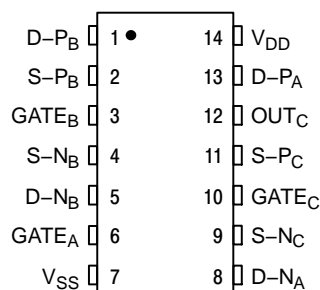 D–P_B 1 14 V_DD
S–P_B 2 13 D–P_A
GATE_B 3 12 OUT_C
S–N_B 4 11 S–P_C
D–N_B 5 10 GATE_C
GATE_A 6 9 S–N_C
V_SS 7 8 D–N_A